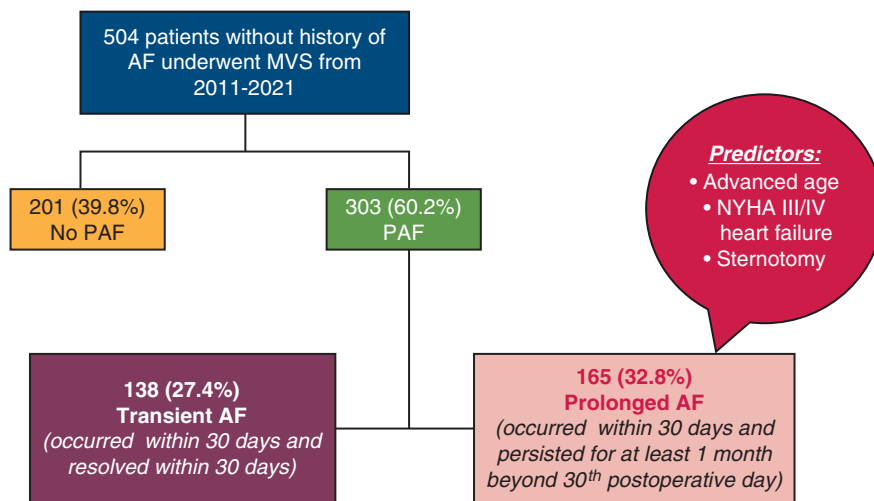 504 patients without history of
AF underwent MVS from
2011-2021
201 (39.8%)
No PAF
303 (60.2%)
PAF
Predictors:
• Advanced age
• NYHA III/IV
heart failure
• Sternotomy
138 (27.4%)
Transient AF
(occurred within 30 days and
resolved within 30 days)
165 (32.8%)
Prolonged AF
(occurred within 30 days and
persisted for at least 1 month
beyond 30th postoperative day)